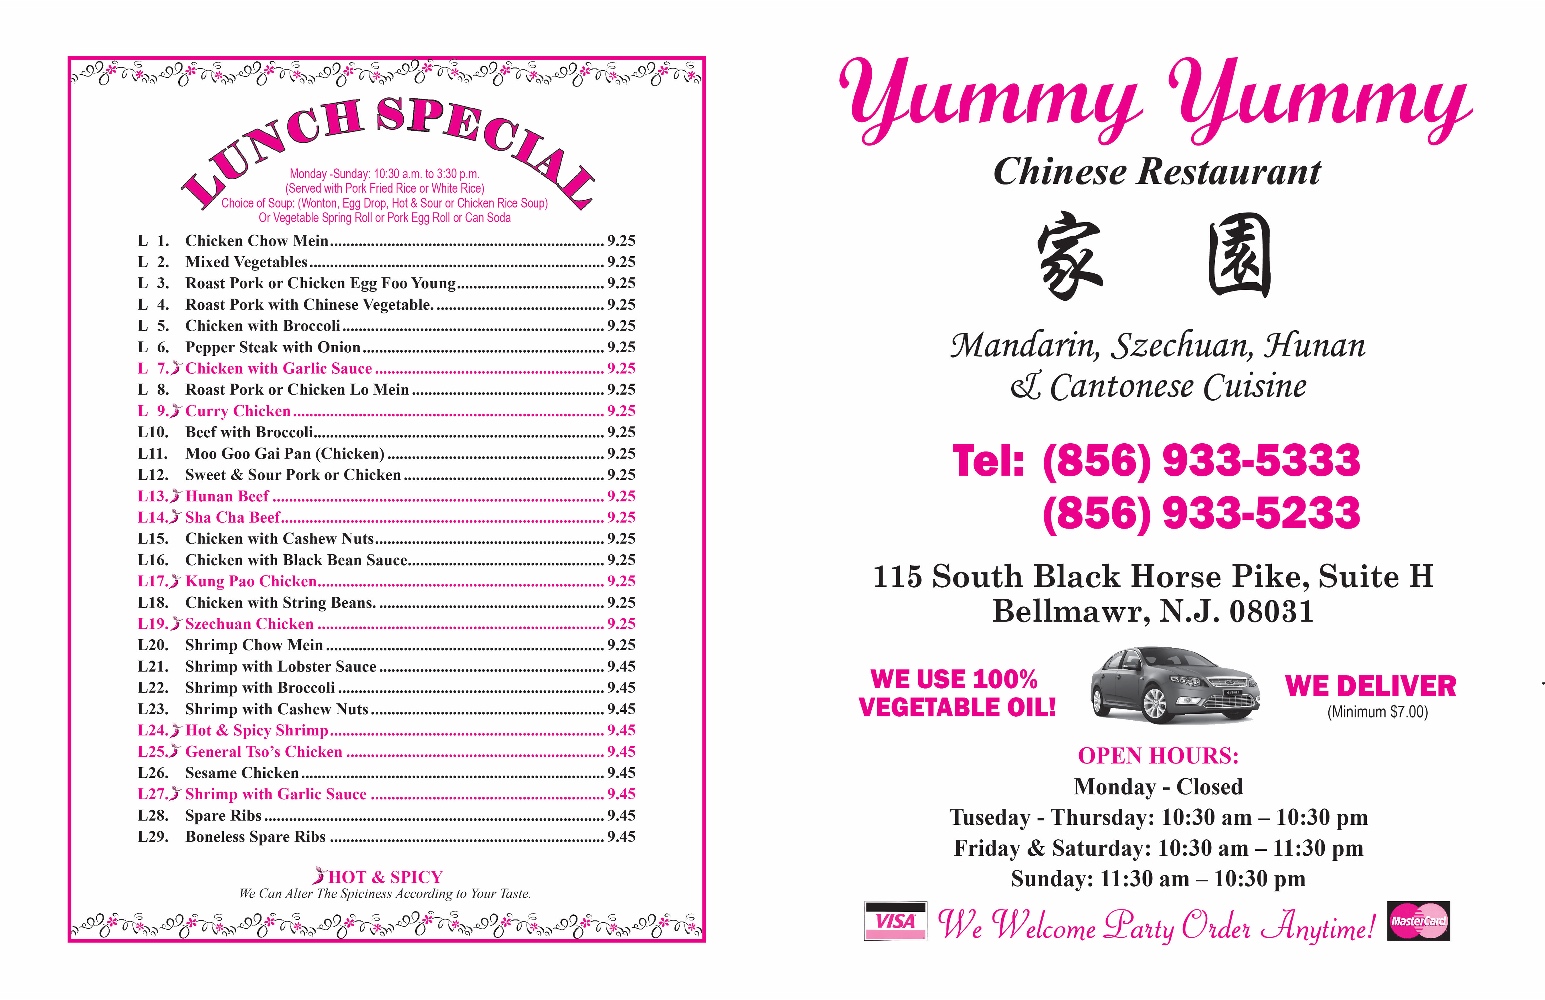 LUNCH SPECIAL
Monday -Sunday: 10:30 a.m. to 3:30 p.m.
(Served with Pork Fried Rice or White Rice)
Choice of Soup: (Wonton, Egg Drop, Hot & Sour or Chicken Rice Soup)
Or Vegetable Spring Roll or Pork Egg Roll or Can Soda
L 1. Chicken Chow Mein 9.25
L 2. Mixed Vegetables 9.25
L 3. Roast Pork or Chicken Egg Foo Young 9.25
L 4. Roast Pork with Chinese Vegetable. 9.25
L 5. Chicken with Broccoli 9.25
L 6. Pepper Steak with Onion 9.25
L 7. Chicken with Garlic Sauce 9.25
L 8. Roast Pork or Chicken Lo Mein 9.25
L 9. Curry Chicken 9.25
L10. Beef with Broccoli 9.25
L11. Moo Goo Gai Pan (Chicken) 9.25
L12. Sweet & Sour Pork or Chicken 9.25
L13. Hunan Beef 9.25
L14. Sha Cha Beef 9.25
L15. Chicken with Cashew Nuts 9.25
L16. Chicken with Black Bean Sauce 9.25
L17. Kung Pao Chicken 9.25
L18. Chicken with String Beans. 9.25
L19. Szechuan Chicken 9.25
L20. Shrimp Chow Mein 9.25
L21. Shrimp with Lobster Sauce 9.45
L22. Shrimp with Broccoli 9.45
L23. Shrimp with Cashew Nuts 9.45
L24. Hot & Spicy Shrimp 9.45
L25. General Tso's Chicken 9.45
L26. Sesame Chicken 9.45
L27. Shrimp with Garlic Sauce 9.45
L28. Spare Ribs 9.45
L29. Boneless Spare Ribs 9.45
HOT & SPICY
We Can Alter The Spiciness According to Your Taste.
Yummy Yummy
Chinese Restaurant
家 園
Mandarin, Szechuan, Hunan
& Cantonese Cuisine
Tel: (856) 933-5333
(856) 933-5233
115 South Black Horse Pike, Suite H
Bellmawr, N.J. 08031
WE USE 100%
VEGETABLE OIL!
WE DELIVER
(Minimum $7.00)
OPEN HOURS:
Monday - Closed
Tuseday - Thursday: 10:30 am – 10:30 pm
Friday & Saturday: 10:30 am – 11:30 pm
Sunday: 11:30 am – 10:30 pm
VISA
We Welcome Party Order Anytime!
MasterCard